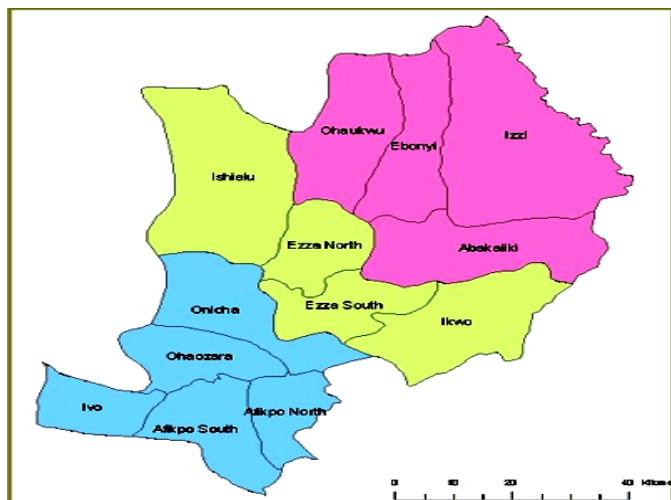 Ohaukwu
Ebonyi
Izzi
Ishielu
Ezza North
Abakaliki
Ezza South
Onicha
Ikwo
Ohaozara
Ivo
Afikpo North
Afikpo South
0 10 20 40